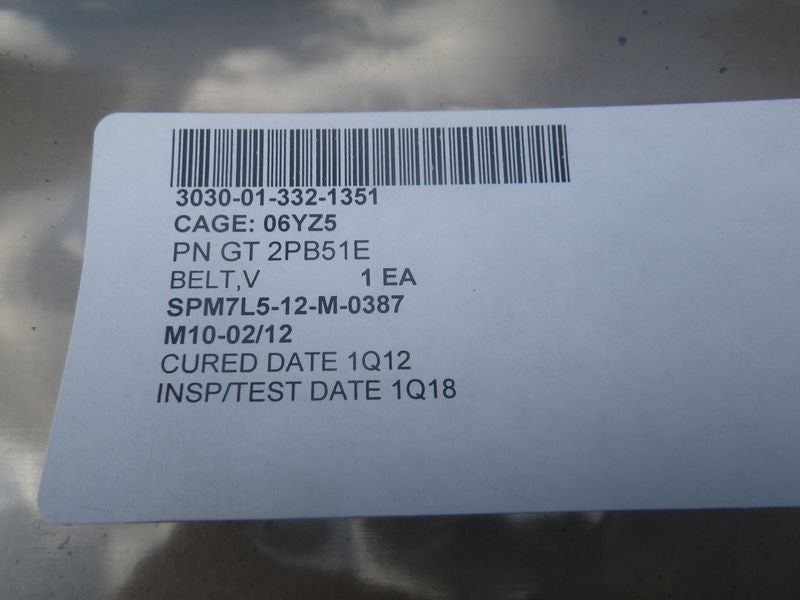 3030-01-332-1351
CAGE: 06YZ5
PN GT 2PB51E
BELT,V 1 EA
SPM7L5-12-M-0387
M10-02/12
CURED DATE 1Q12
INSP/TEST DATE 1Q18